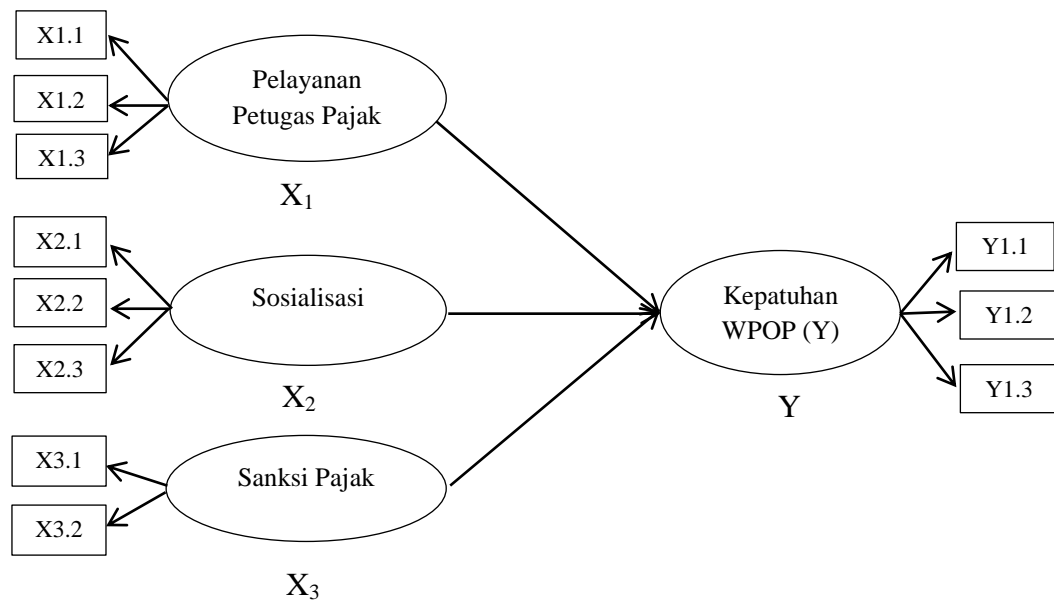 X1.1
X1.2
X1.3
Pelayanan
Petugas Pajak
X₁
X2.1
X2.2
X2.3
Sosialisasi
X₂
X3.1
X3.2
Sanksi Pajak
X₃
Kepatuhan
WPOP (Y)
Y
Y1.1
Y1.2
Y1.3